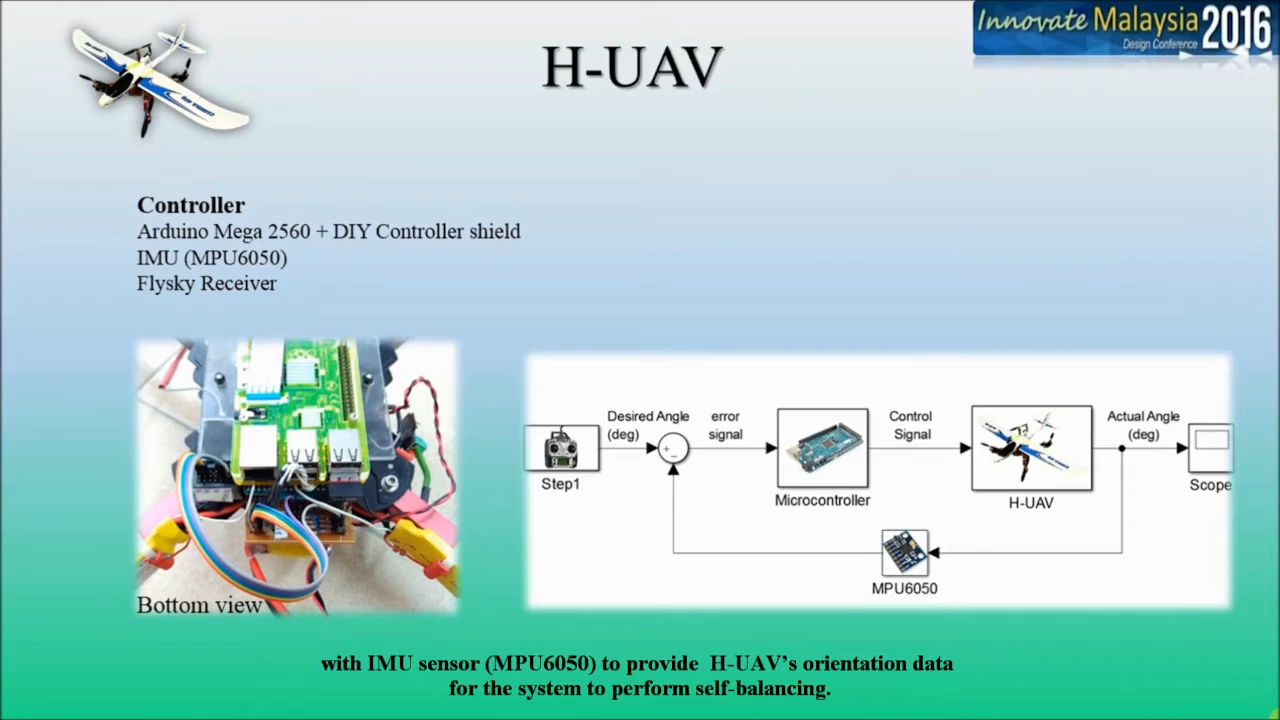 Innovate Malaysia 2016
Design Conference
H-UAV
Controller
Arduino Mega 2560 + DIY Controller shield
IMU (MPU6050)
Flysky Receiver
Bottom view
Desired Angle
(deg)
error
signal
Control
Signal
Actual Angle
(deg)
Step1
Microcontroller
H-UAV
Scope
MPU6050
with IMU sensor (MPU6050) to provide H-UAV's orientation data
for the system to perform self-balancing.